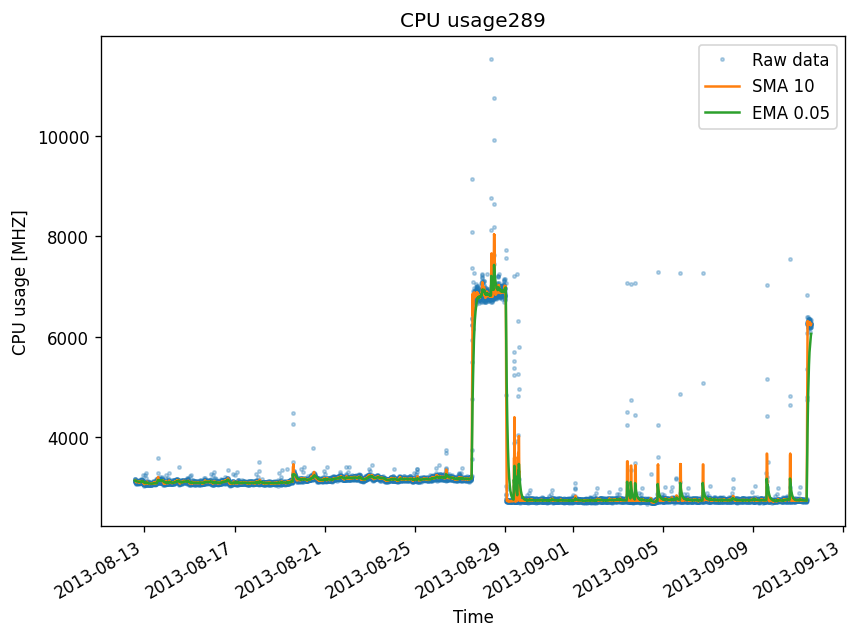 CPU usage289
Raw data
SMA 10
EMA 0.05
CPU usage [MHZ]
10000
8000
6000
4000
2013-08-13
2013-08-17
2013-08-21
2013-08-25
2013-08-29
2013-09-01
2013-09-05
2013-09-09
2013-09-13
Time